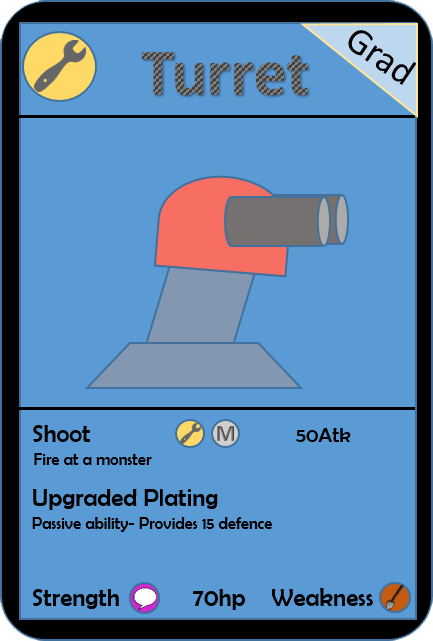 Turret
Grad
Shoot M 50Atk
Fire at a monster
Upgraded Plating
Passive ability- Provides 15 defence
Strength 70hp Weakness